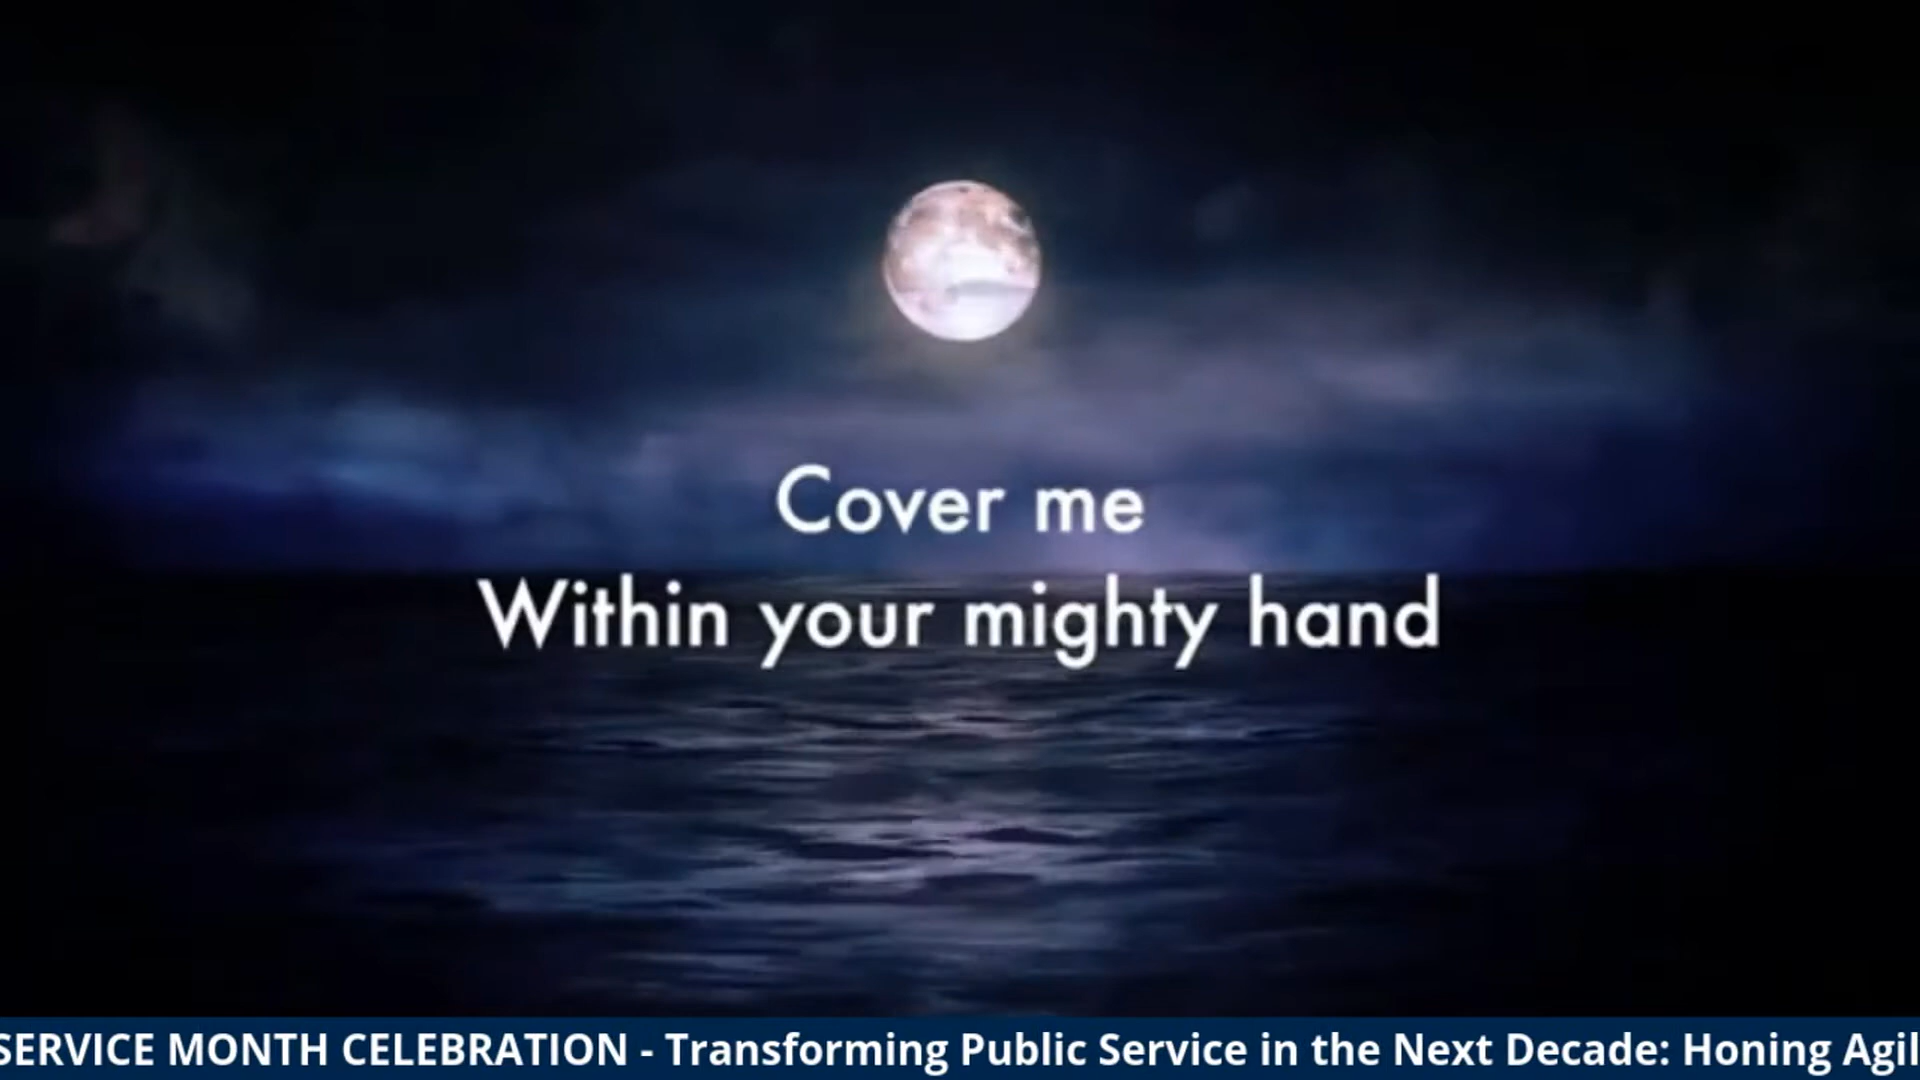 Cover me
Within your mighty hand
SERVICE MONTH CELEBRATION - Transforming Public Service in the Next Decade: Honing Agil